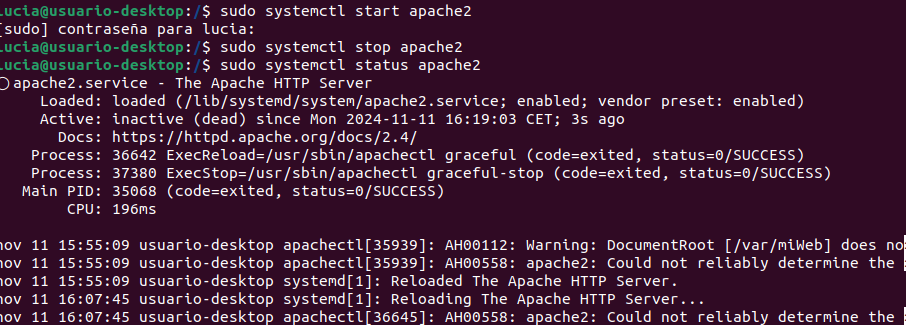 lucia@usuario-desktop:/$ sudo systemctl start apache2
[sudo] contraseña para lucia:
lucia@usuario-desktop:/$ sudo systemctl stop apache2
lucia@usuario-desktop:/$ sudo systemctl status apache2
○ apache2.service - The Apache HTTP Server
Loaded: loaded (/lib/systemd/system/apache2.service; enabled; vendor preset: enabled)
Active: inactive (dead) since Mon 2024-11-11 16:19:03 CET; 3s ago
Docs: https://httpd.apache.org/docs/2.4/
Process: 36642 ExecReload=/usr/sbin/apachectl graceful (code=exited, status=0/SUCCESS)
Process: 37380 ExecStop=/usr/sbin/apachectl graceful-stop (code=exited, status=0/SUCCESS)
Main PID: 35068 (code=exited, status=0/SUCCESS)
CPU: 196ms
nov 11 15:55:09 usuario-desktop apachectl[35939]: AH00112: Warning: DocumentRoot [/var/miWeb] does no
nov 11 15:55:09 usuario-desktop apachectl[35939]: AH00558: apache2: Could not reliably determine the
nov 11 15:55:09 usuario-desktop systemd[1]: Reloaded The Apache HTTP Server.
nov 11 16:07:45 usuario-desktop systemd[1]: Reloading The Apache HTTP Server...
nov 11 16:07:45 usuario-desktop apachectl[36645]: AH00558: apache2: Could not reliably determine the